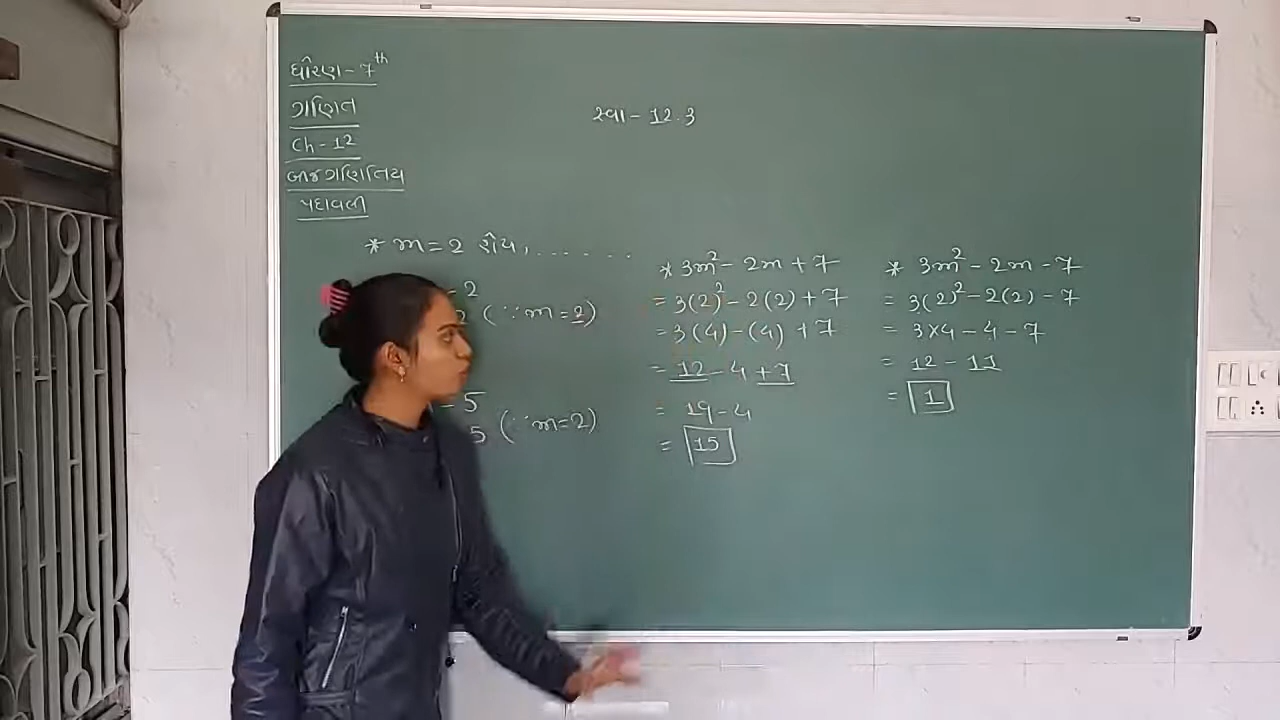 ધોરણ - 7th
ગણિત
Ch - 12
બીજગણિતિય
પદાવલી
સ્વા - 12.3
* m = 2 હોય, ......
- 2
2 (∵ m = 2)
- 5
5 (∵ m = 2)
* 3m² - 2m + 7
= 3(2)² - 2(2) + 7
= 3(4) - (4) + 7
= 12 - 4 + 7
= 19 - 4
= 15
* 3m² - 2m - 7
= 3(2)² - 2(2) - 7
= 3×4 - 4 - 7
= 12 - 11
= 1